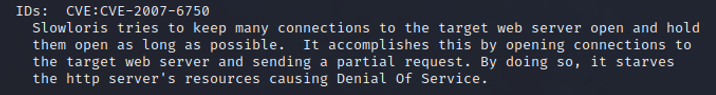 IDs:  CVE:CVE-2007-6750
Slowloris tries to keep many connections to the target web server open and hold
them open as long as possible.  It accomplishes this by opening connections to
the target web server and sending a partial request. By doing so, it starves
the http server's resources causing Denial Of Service.